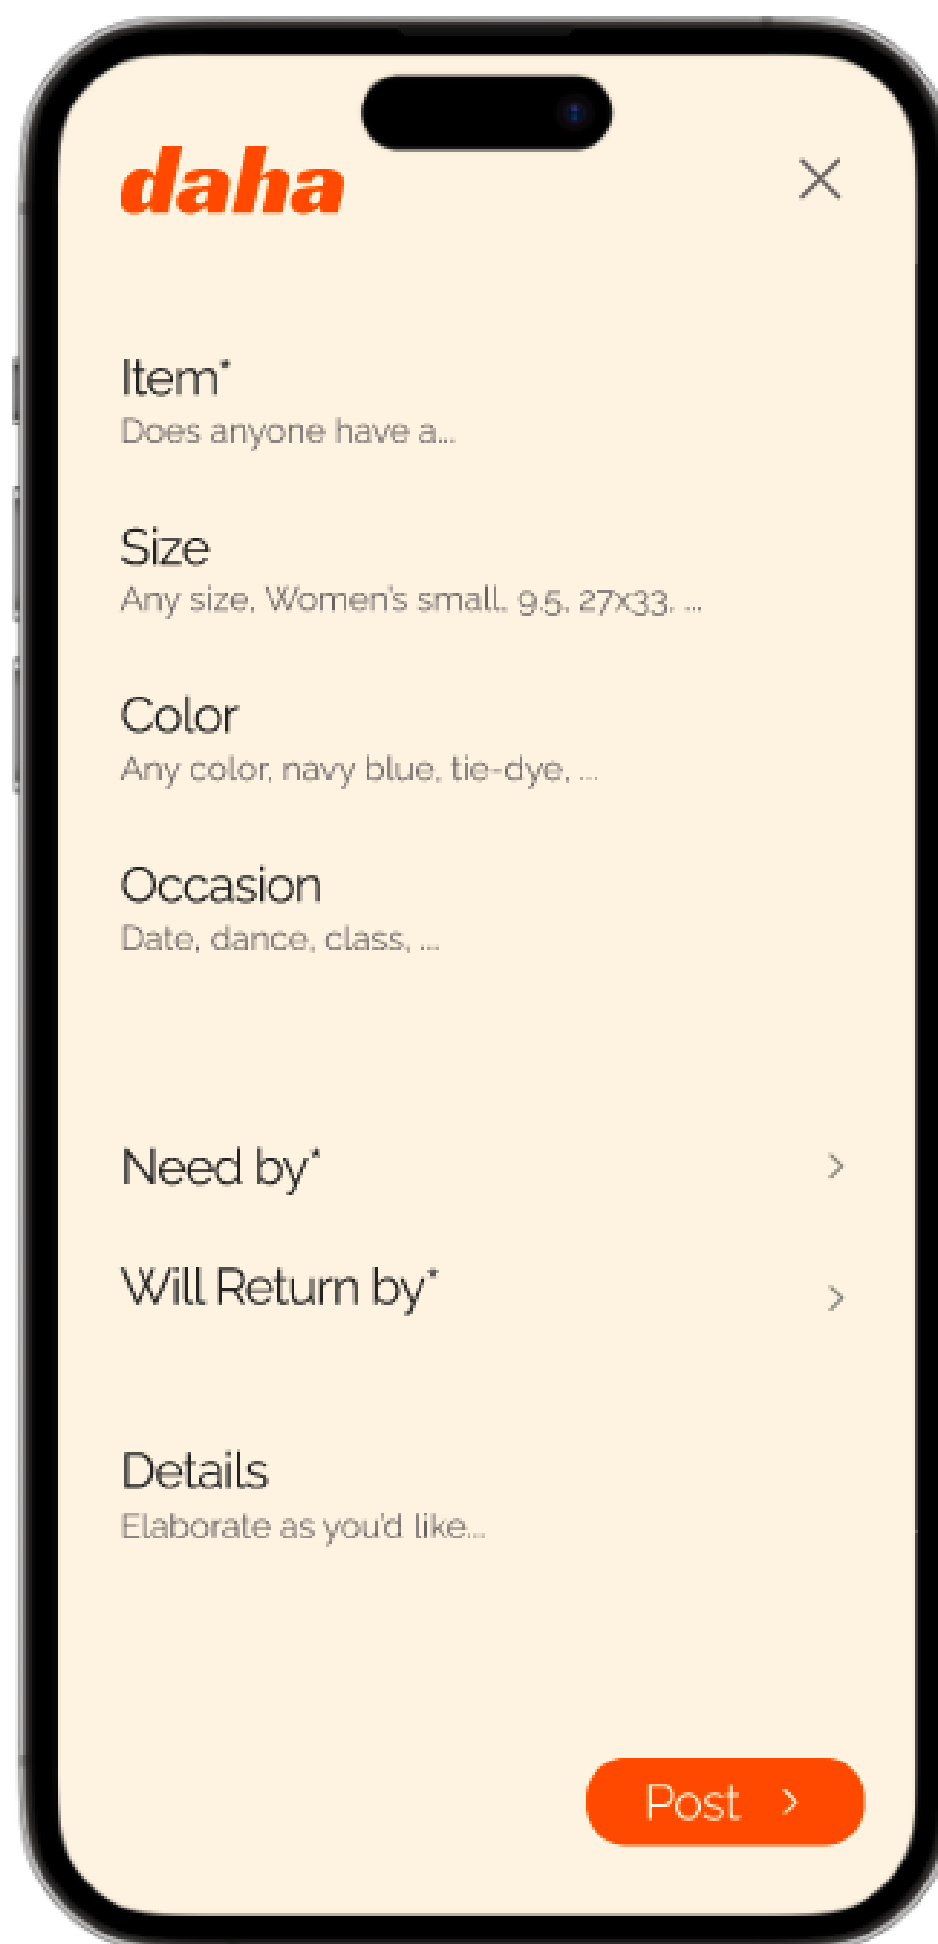 daha
Item*
Does anyone have a...
Size
Any size, Women's small, 9.5, 27x33, ...
Color
Any color, navy blue, tie-dye, ...
Occasion
Date, dance, class, ...
Need by*
Will Return by*
Details
Elaborate as you'd like...
Post